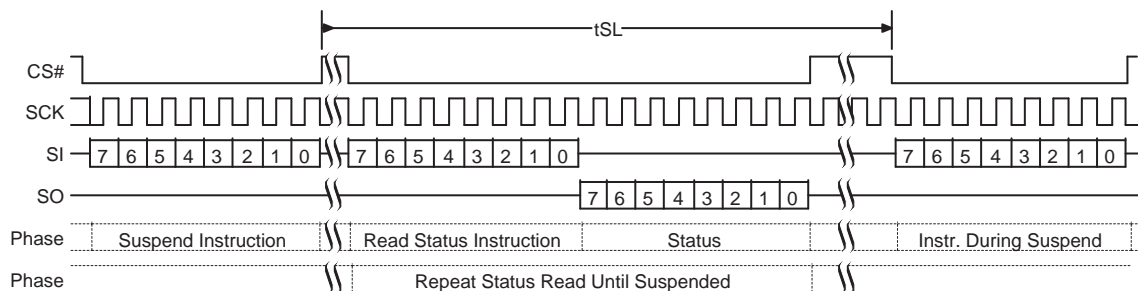 tSL
CS#
SCK
SI 7 6 5 4 3 2 1 0 7 6 5 4 3 2 1 0 7 6 5 4 3 2 1 0
SO 7 6 5 4 3 2 1 0
Phase Suspend Instruction Read Status Instruction Status Instr. During Suspend
Phase Repeat Status Read Until Suspended